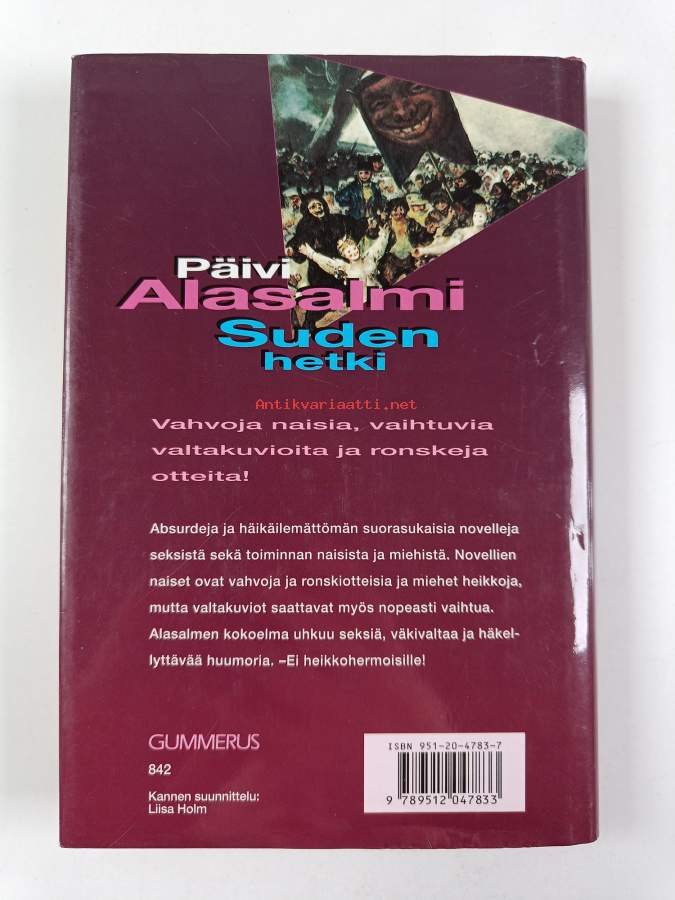 Päivi
Alasalmi
Suden
hetki
Antikvariaatti.net
Vahvoja naisia, vaihtuvia
valtakuvioita ja ronskeja
otteita!
Absurdeja ja häikäilemättömän suorasukaisia novelleja
seksistä sekä toiminnan naisista ja miehistä. Novellien
naiset ovat vahvoja ja ronskiotteisia ja miehet heikkoja,
mutta valtakuviot saattavat myös nopeasti vaihtua.
Alasalmen kokoelma uhkuu seksiä, väkivaltaa ja häkel-
lyttävää huumoria. –Ei heikkohermoisille!
GUMMERUS
842
Kannen suunnittelu:
Liisa Holm
ISBN 951-20-4783-7
9 789512 047833